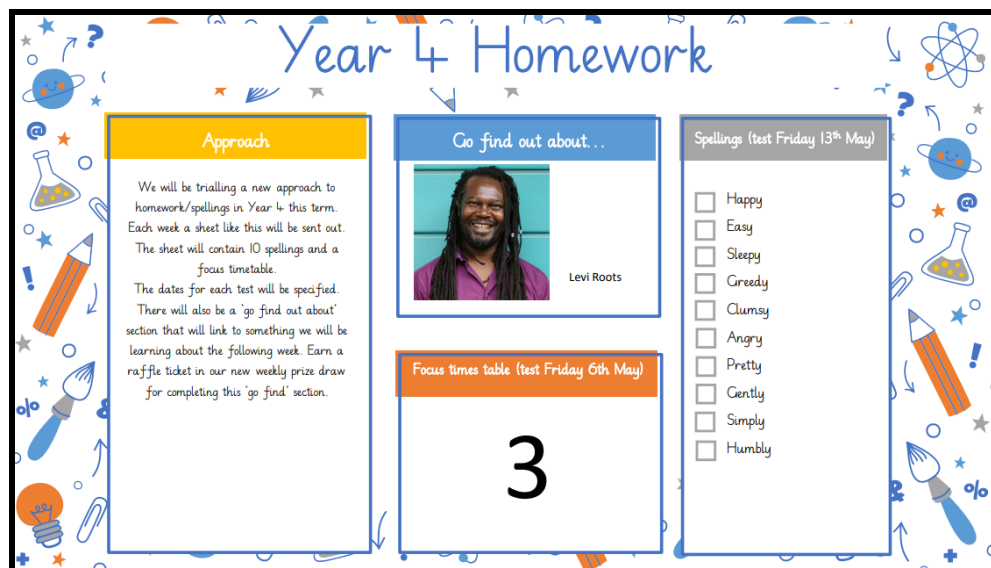 Year 4 Homework
Approach
We will be trialling a new approach to
homework/spellings in Year 4 this term.
Each week a sheet like this will be sent out.
The sheet will contain 10 spellings and a
focus timetable.
The dates for each test will be specified.
There will also be a 'go find out about'
section that will link to something we will be
learning about the following week. Earn a
raffle ticket in our new weekly prize draw
for completing this 'go find' section.
Go find out about...
Levi Roots
Focus times table (test Friday 6th May)
3
Spellings (test Friday 13th May)
Happy
Easy
Sleepy
Greedy
Clumsy
Angry
Pretty
Gently
Simply
Humbly